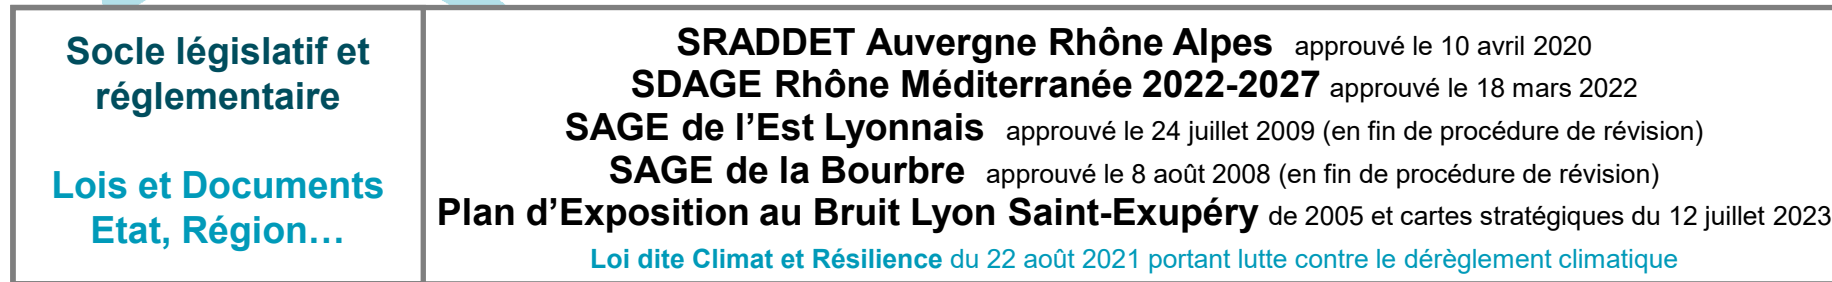 Socle législatif et
réglementaire
Lois et Documents
Etat, Région…
SRADDET Auvergne Rhône Alpes approuvé le 10 avril 2020
SDAGE Rhône Méditerranée 2022-2027 approuvé le 18 mars 2022
SAGE de l’Est Lyonnais approuvé le 24 juillet 2009 (en fin de procédure de révision)
SAGE de la Bourbre approuvé le 8 août 2008 (en fin de procédure de révision)
Plan d’Exposition au Bruit Lyon Saint-Exupéry de 2005 et cartes stratégiques du 12 juillet 2023
Loi dite Climat et Résilience du 22 août 2021 portant lutte contre le dérèglement climatique